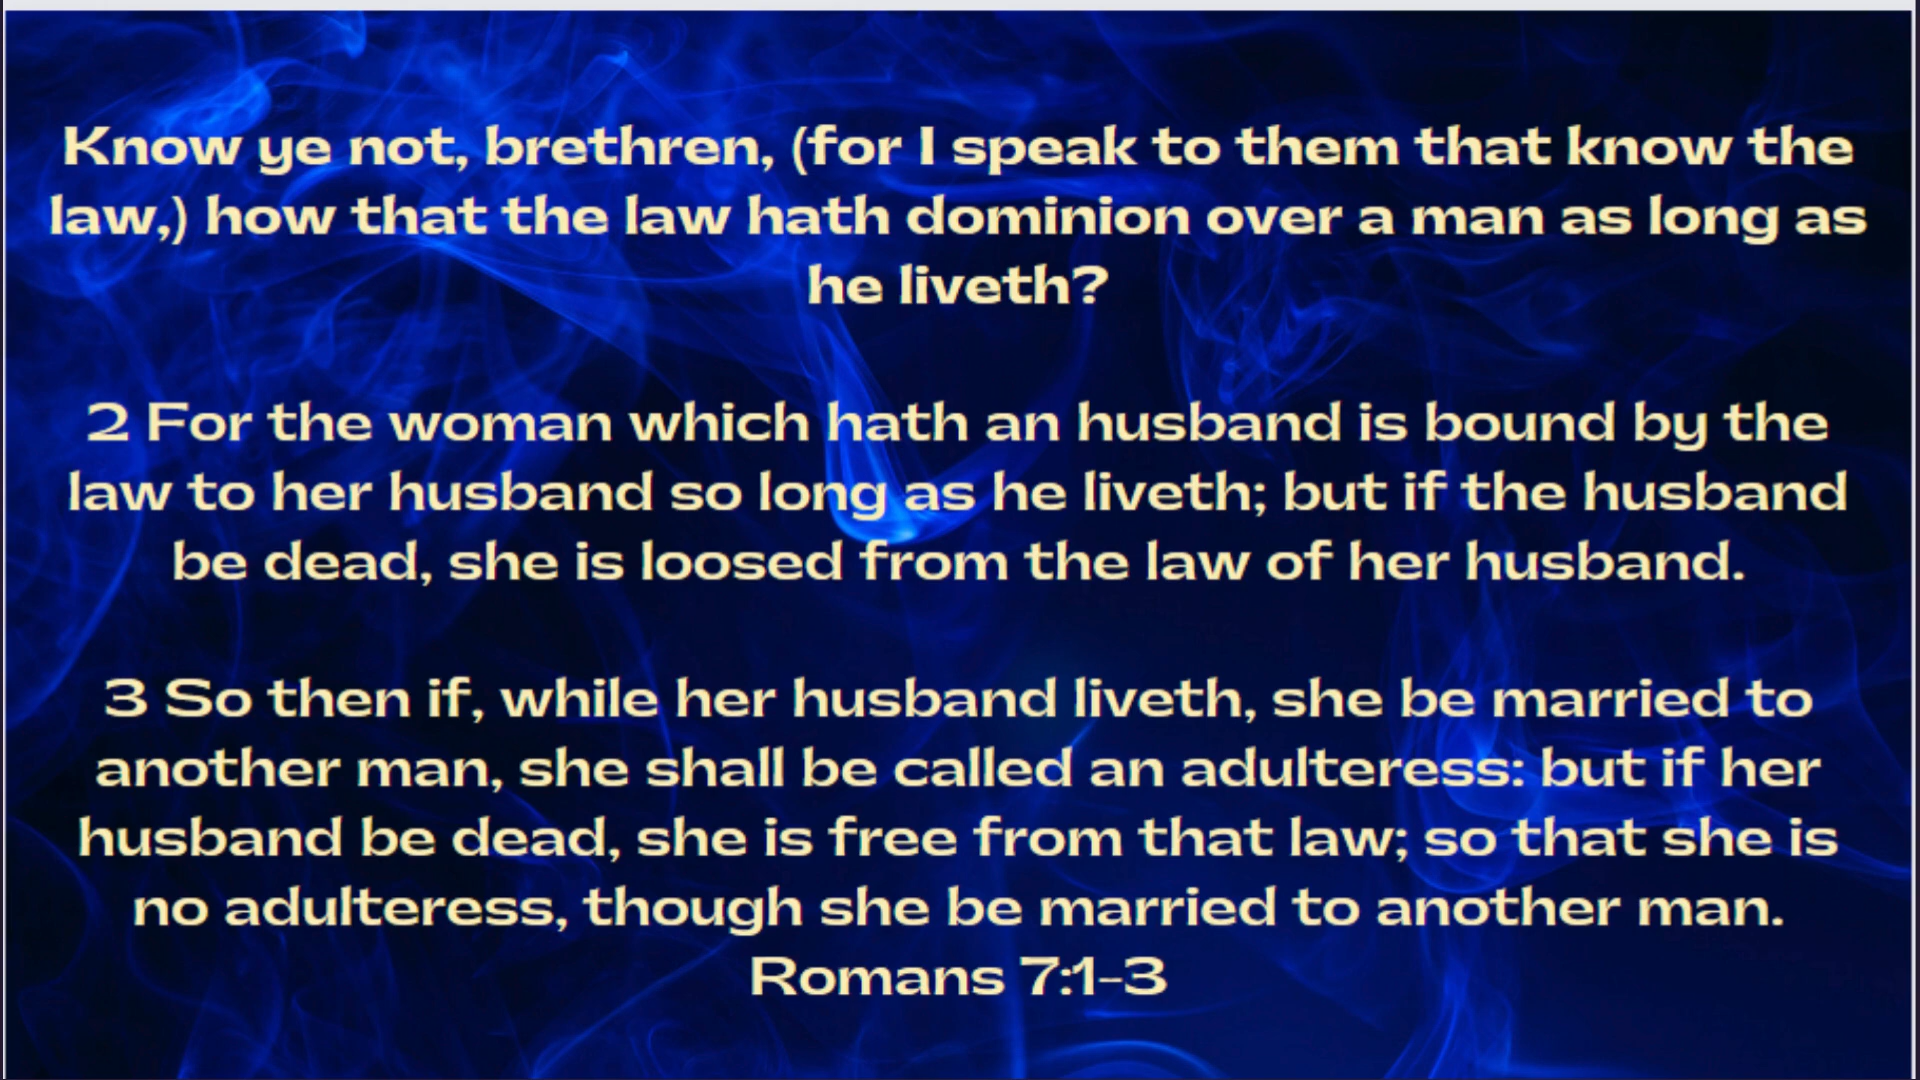 Know ye not, brethren, (for I speak to them that know the
law,) how that the law hath dominion over a man as long as
he liveth?
2 For the woman which hath an husband is bound by the
law to her husband so long as he liveth; but if the husband
be dead, she is loosed from the law of her husband.
3 So then if, while her husband liveth, she be married to
another man, she shall be called an adulteress: but if her
husband be dead, she is free from that law; so that she is
no adulteress, though she be married to another man.
Romans 7:1-3